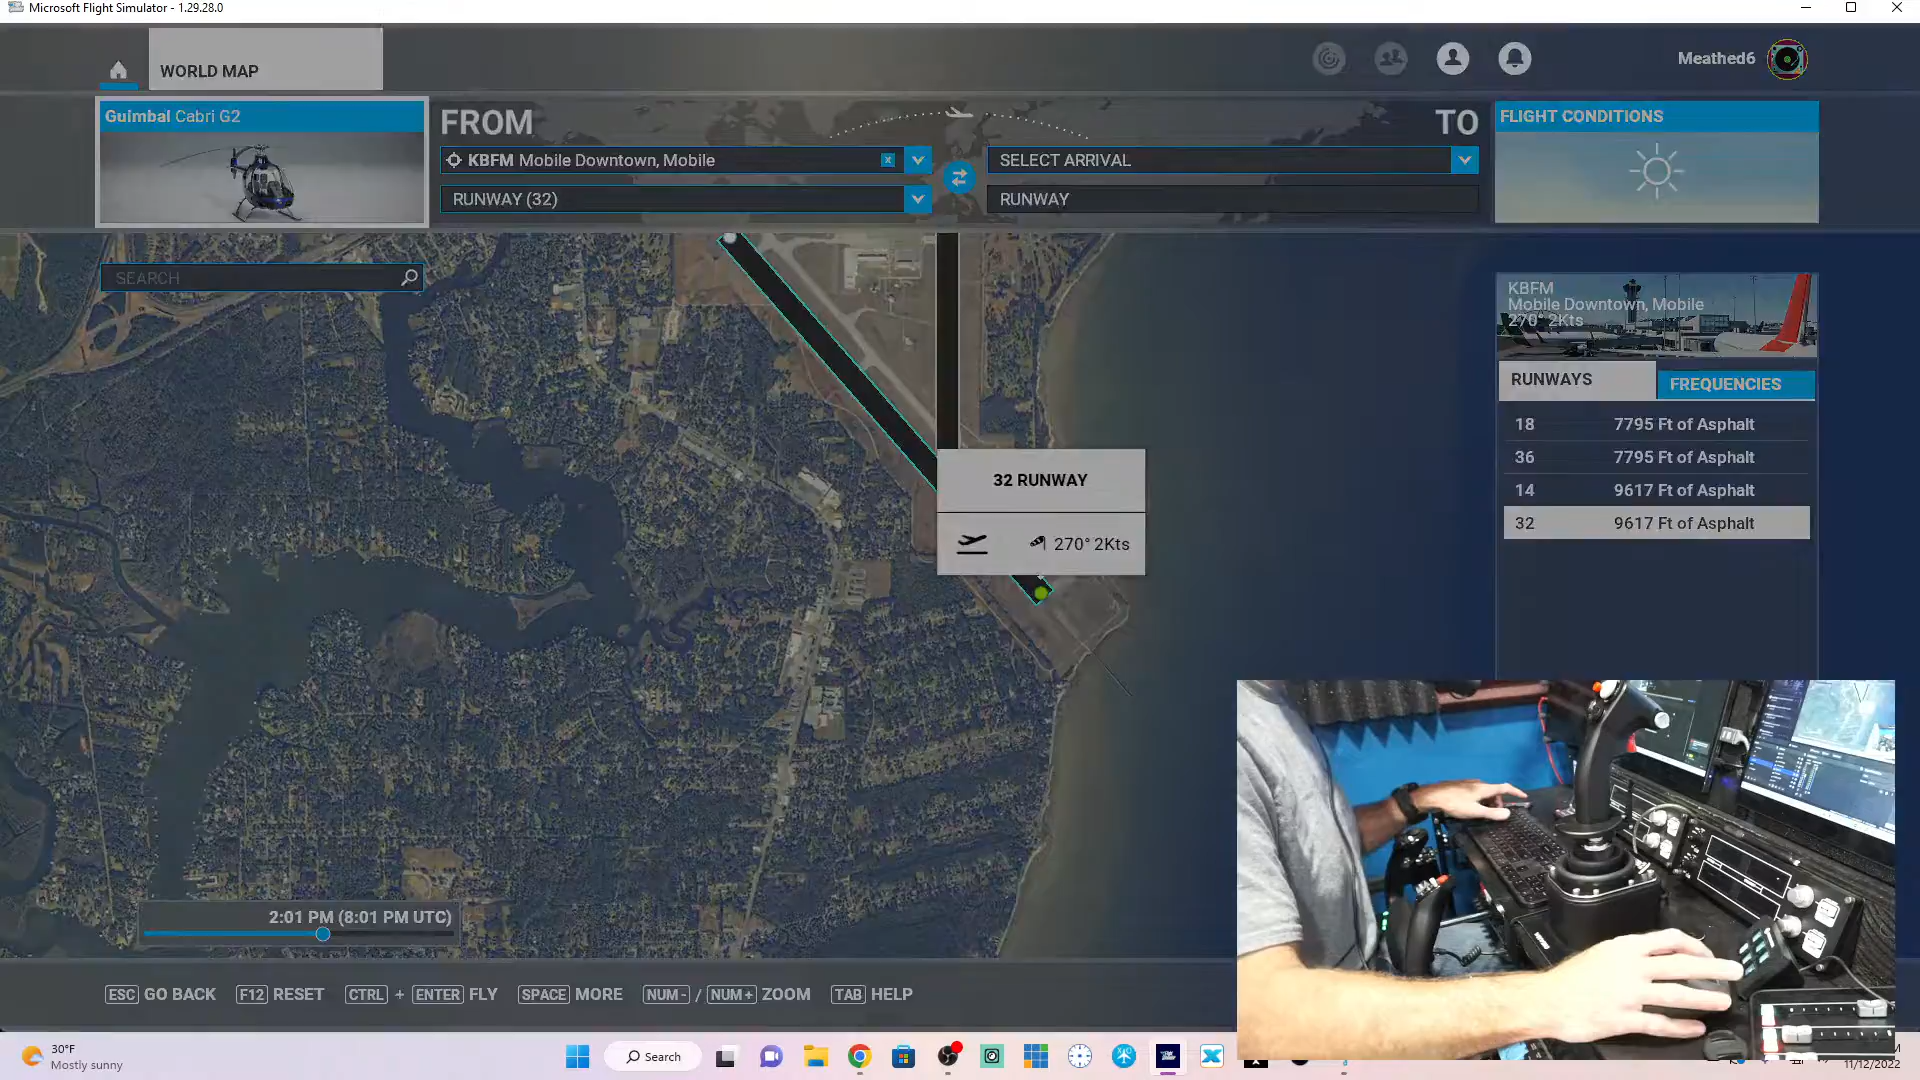 Microsoft Flight Simulator - 1.29.28.0
WORLD MAP
Meathed6
Guimbal Cabri G2
FROM
TO
FLIGHT CONDITIONS
KBFM Mobile Downtown, Mobile
SELECT ARRIVAL
RUNWAY (32)
RUNWAY
SEARCH
KBFM
Mobile Downtown, Mobile
270° 2Kts
RUNWAYS
FREQUENCIES
18 7795 Ft of Asphalt
36 7795 Ft of Asphalt
14 9617 Ft of Asphalt
32 9617 Ft of Asphalt
32 RUNWAY
270° 2Kts
2:01 PM (8:01 PM UTC)
ESC GO BACK F12 RESET CTRL + ENTER FLY SPACE MORE NUM- / NUM+ ZOOM TAB HELP
30°F
Mostly sunny
Search
11/12/2022